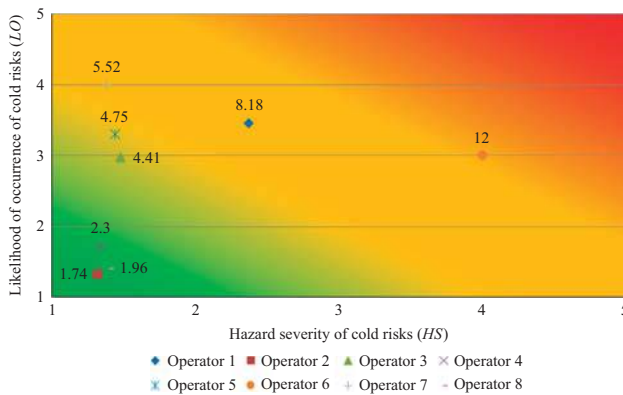 5
4
3
2
1
Likelihood of occurrence of cold risks (LO)
5.52
4.75
4.41
8.18
12
2.3
1.74
1.96
1 2 3 4 5
Hazard severity of cold risks (HS)
Operator 1 Operator 2 Operator 3 Operator 4
Operator 5 Operator 6 Operator 7 Operator 8